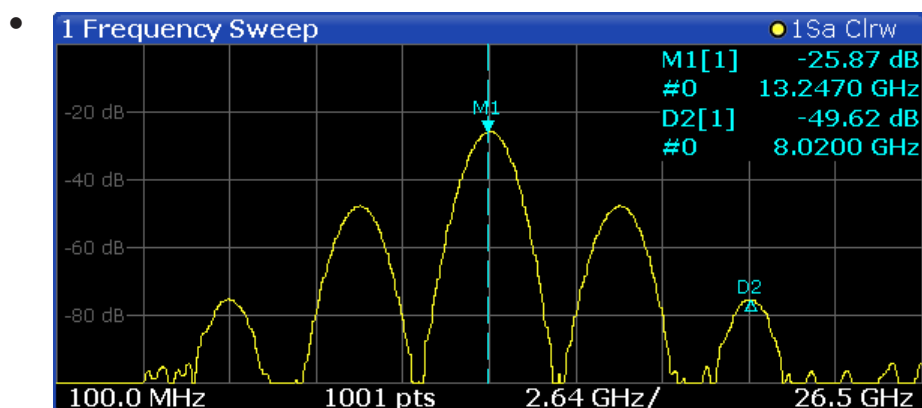 1 Frequency Sweep 1Sa Clrw
M1[1] -25.87 dB
#0 13.2470 GHz
D2[1] -49.62 dB
#0 8.0200 GHz
-20 dB
M1
-40 dB
-60 dB
D2
-80 dB
100.0 MHz 1001 pts 2.64 GHz/ 26.5 GHz